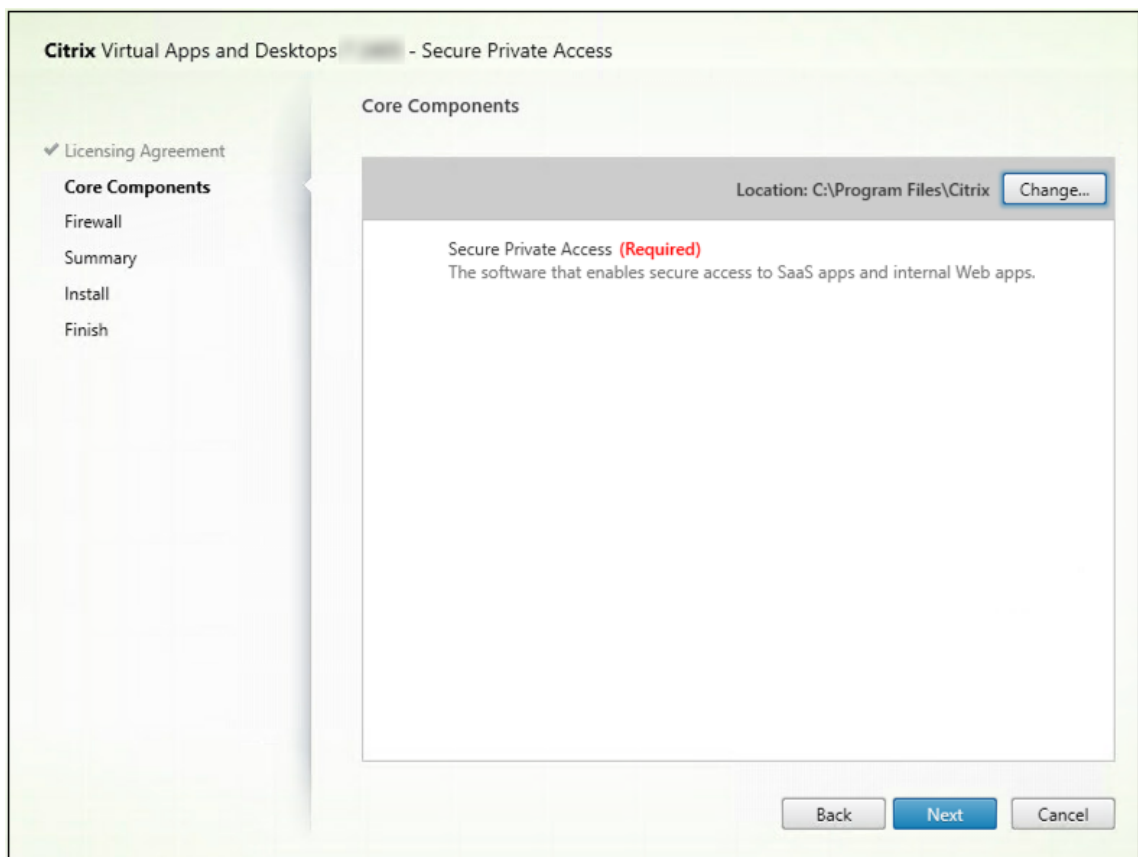 Citrix Virtual Apps and Desktops - Secure Private Access
Core Components
Licensing Agreement
Core Components
Firewall
Summary
Install
Finish
Location: C:\Program Files\Citrix Change...
Secure Private Access (Required)
The software that enables secure access to SaaS apps and internal Web apps.
Back Next Cancel